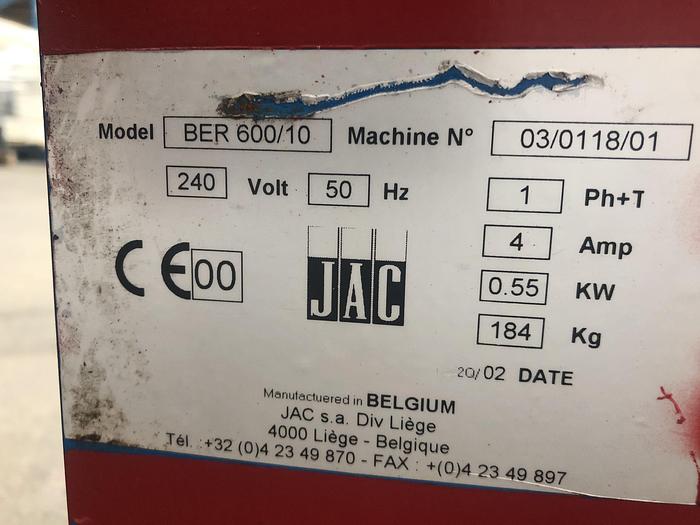 Model BER 600/10 Machine N° 03/0118/01
240 Volt 50 Hz 1 Ph+T
4 Amp
CE 00 JAC 0.55 KW
184 Kg
20/02 DATE
Manufactuered in BELGIUM
JAC s.a. Div Liège
4000 Liège - Belgique
Tél. :+32 (0)4 23 49 870 - FAX : +(0)4 23 49 897